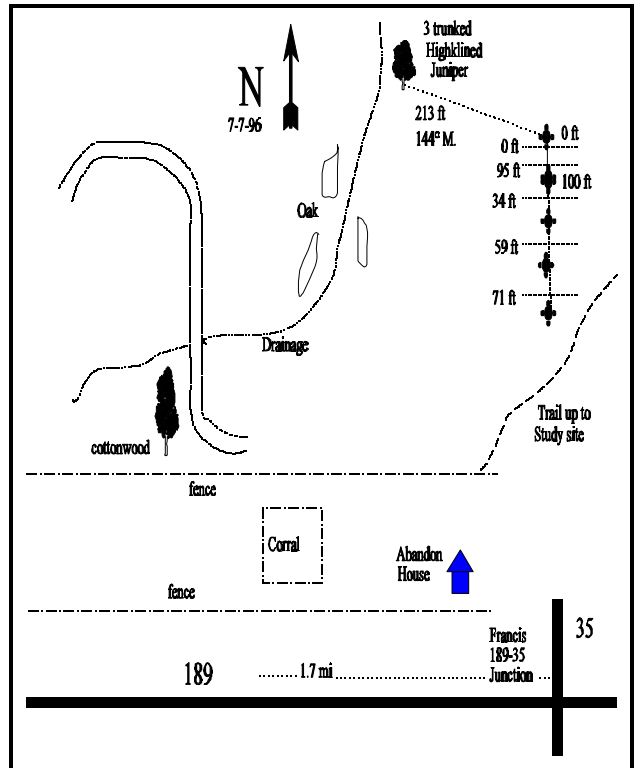 3 trunked
Highklined
Juniper
N
7-7-96
213 ft
144° M.
0 ft
0 ft
95 ft
100 ft
34 ft
59 ft
71 ft
Oak
Drainage
Trail up to
Study site
cottonwood
fence
Corral
Abandon
House
fence
Francis
189-35
Junction
35
189
1.7 mi